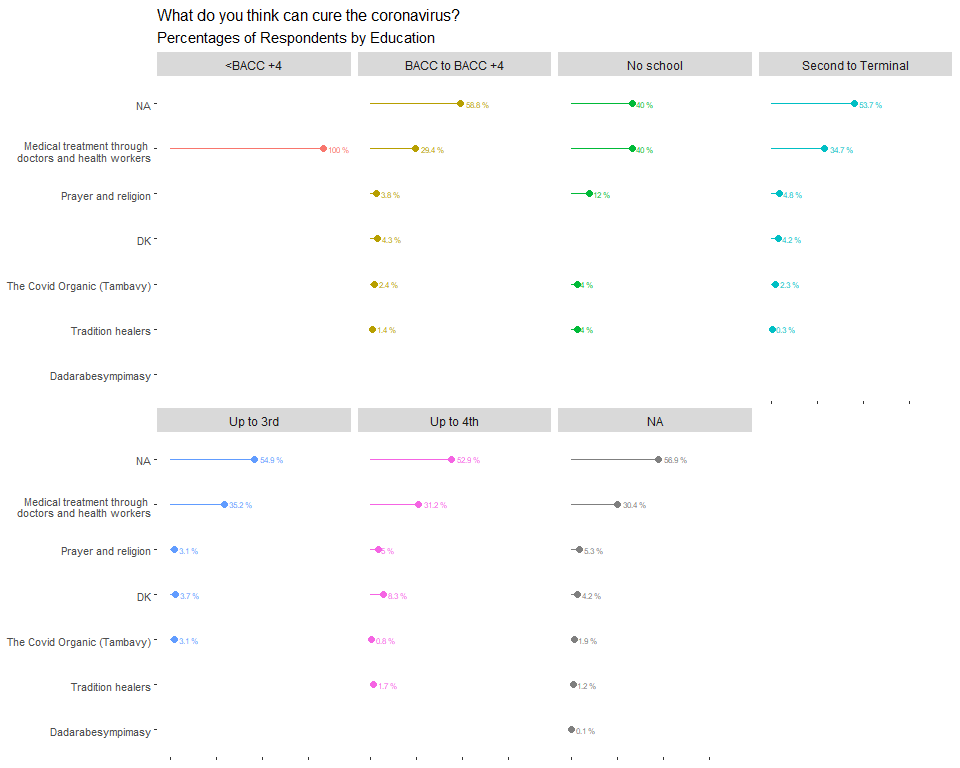 What do you think can cure the coronavirus?
Percentages of Respondents by Education
<BACC +4
BACC to BACC +4
No school
Second to Terminal
NA
58.8 %
40 %
53.7 %
Medical treatment through
doctors and health workers
100 %
29.4 %
40 %
34.7 %
Prayer and religion
3.8 %
12 %
4.8 %
DK
4.3 %
4.2 %
The Covid Organic (Tambavy)
2.4 %
4 %
2.3 %
Tradition healers
1.4 %
4 %
0.3 %
Dadarabesympimasy
Up to 3rd
Up to 4th
NA
NA
54.9 %
52.9 %
56.9 %
Medical treatment through
doctors and health workers
35.2 %
31.2 %
30.4 %
Prayer and religion
3.1 %
5 %
5.3 %
DK
3.7 %
8.3 %
4.2 %
The Covid Organic (Tambavy)
3.1 %
0.8 %
1.9 %
Tradition healers
1.7 %
1.2 %
Dadarabesympimasy
0.1 %